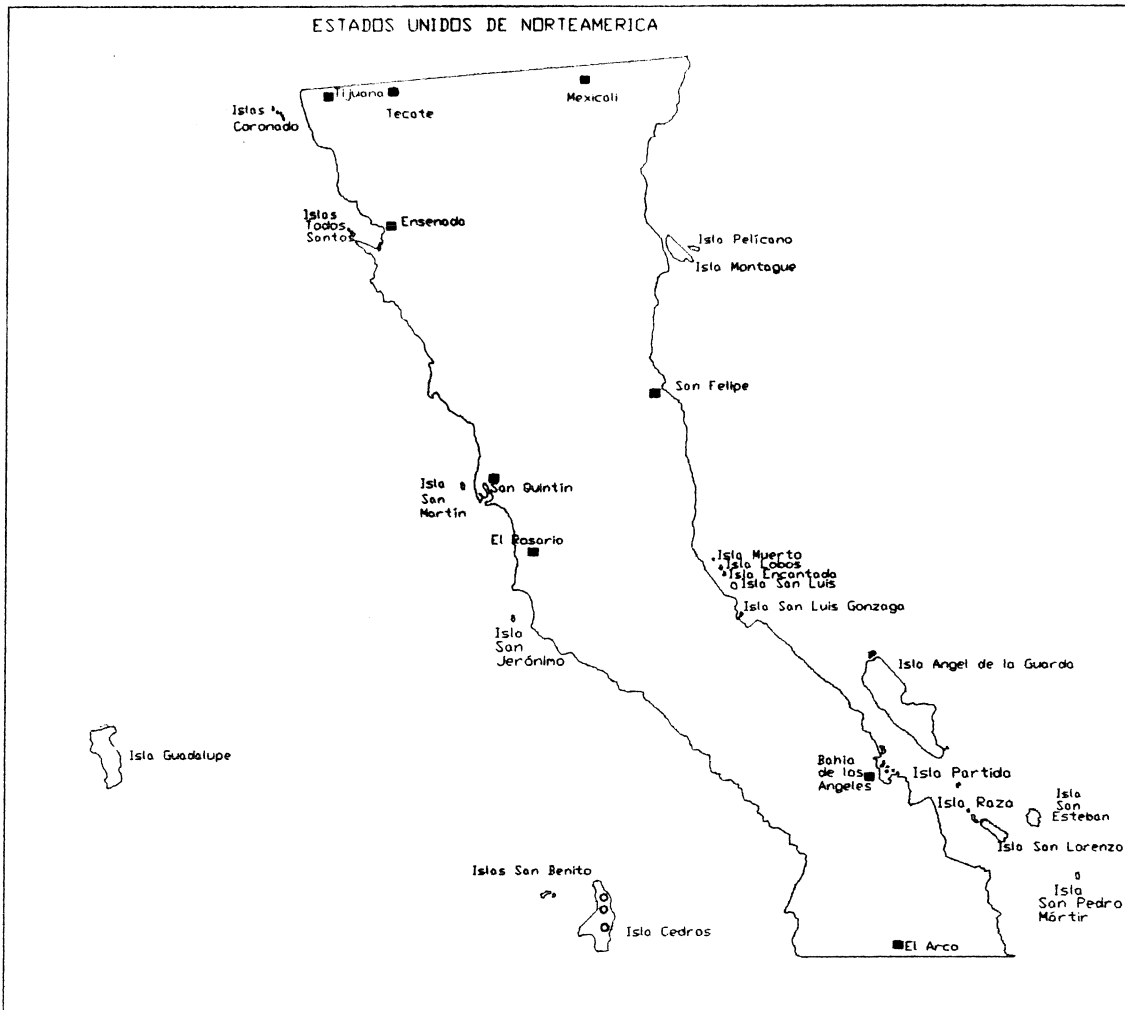 ESTADOS UNIDOS DE NORTEAMERICA
Tijuana
Tecate
Mexicali
Islas
Coronado
Islas
Todos
Santos
Ensenada
Isla Pelícano
Isla Montague
San Felipe
Isla
San
Martín
San Quintín
El Rosario
Isla Muerto
Isla Lobos
Isla Encantada
Isla San Luis
Isla San Luis Gonzaga
Isla
San
Jerónimo
Isla Angel de la Guarda
Isla Guadalupe
Bahia
de los
Angeles
Isla Partida
Isla Raza
Isla
San
Esteban
Isla San Lorenzo
Islas San Benito
Isla Cedros
Isla
San Pedro
Mártir
El Arco